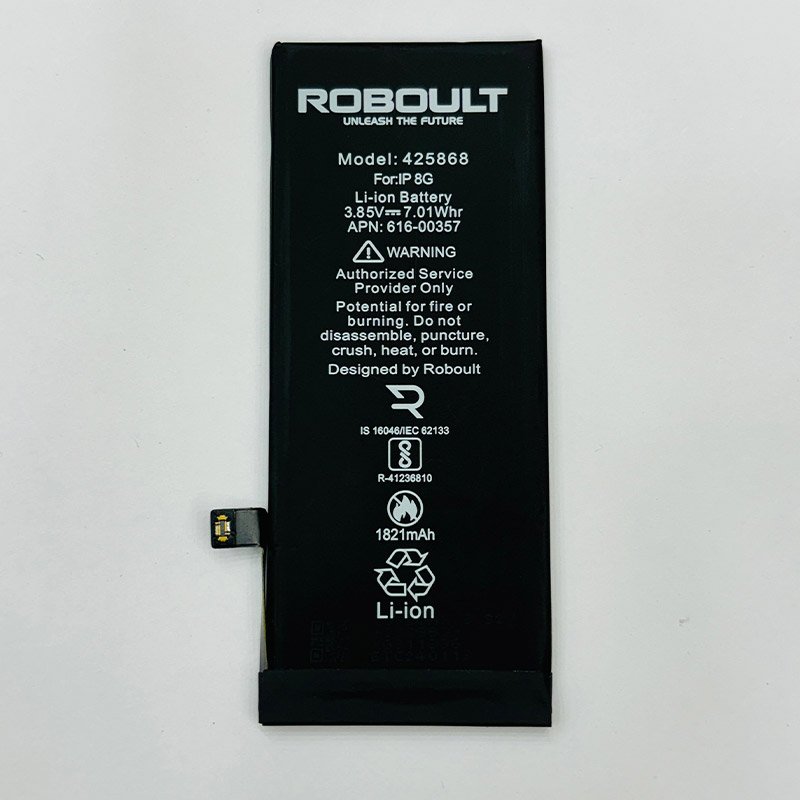 ROBOULT
UNLEASH THE FUTURE
Model: 425868
For:IP 8G
Li-ion Battery
3.85V⎓7.01Whr
APN: 616-00357
WARNING
Authorized Service
Provider Only
Potential for fire or
burning. Do not
disassemble, puncture,
crush, heat, or burn.
Designed by Roboult
IS 16046/IEC 62133
R-41236810
1821mAh
Li-ion